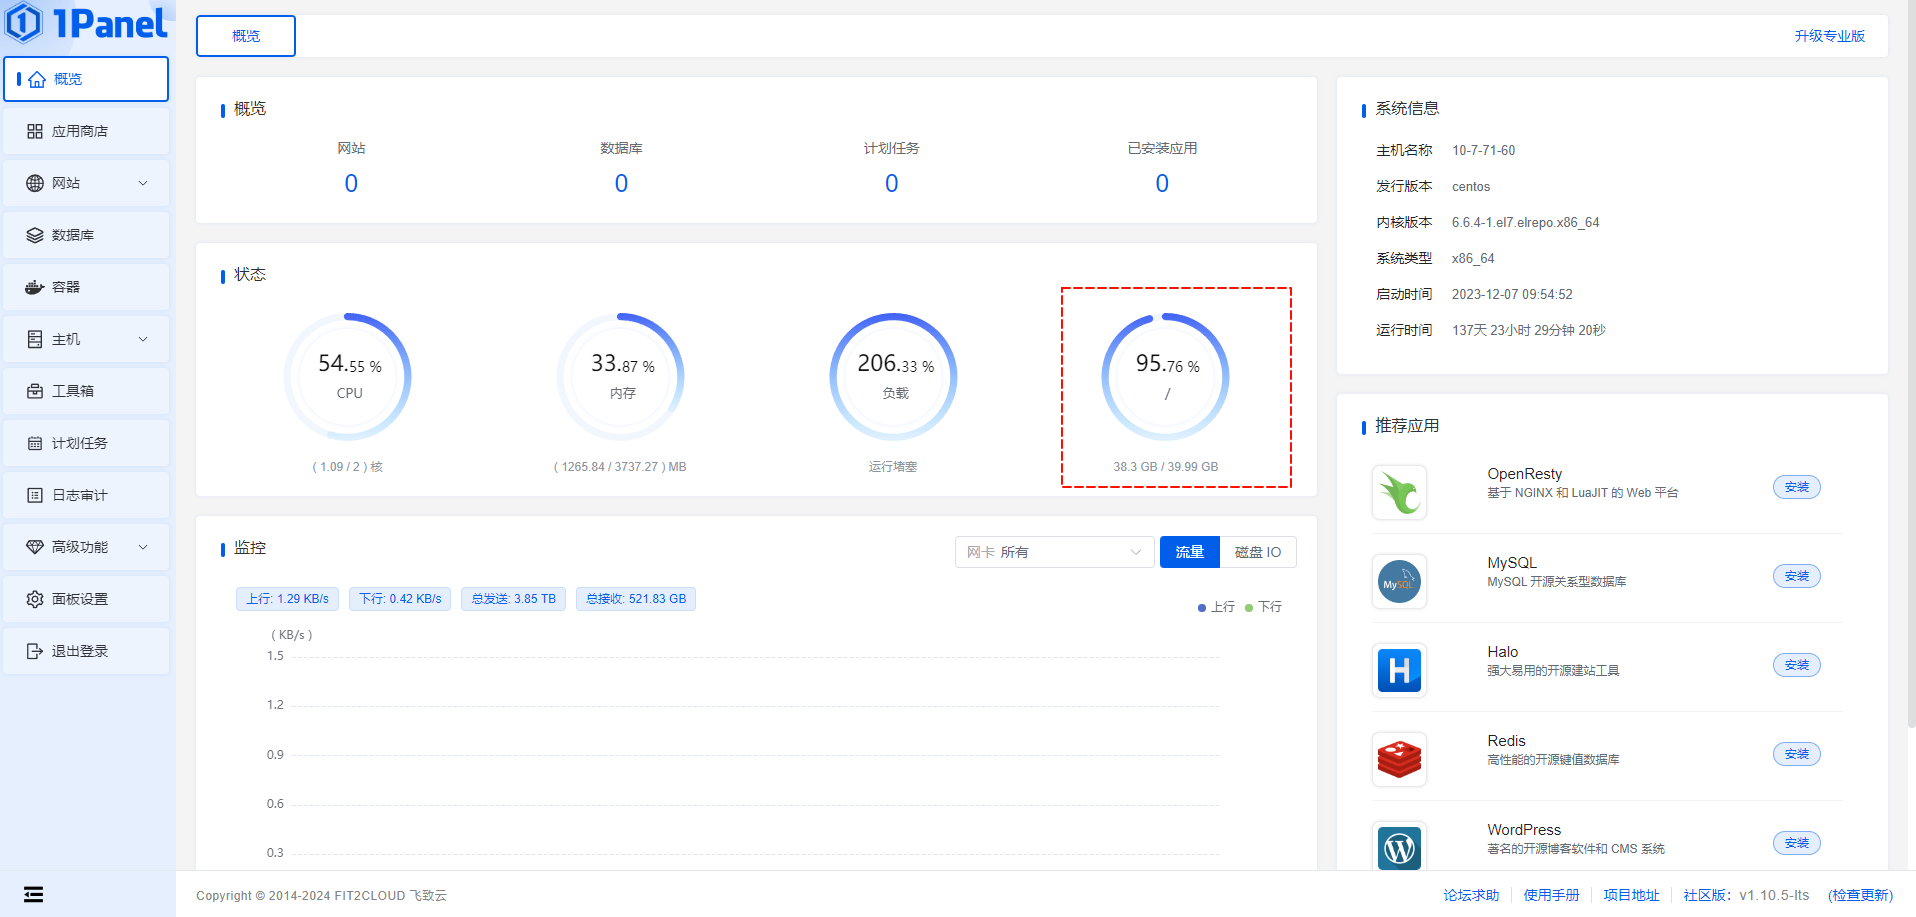 1Panel
概览
应用商店
网站
数据库
容器
主机
工具箱
计划任务
日志审计
高级功能
面板设置
退出登录
概览
升级专业版
概览
网站
数据库
计划任务
已安装应用
0
0
0
0
状态
54.55 %
CPU
( 1.09 / 2 ) 核
33.87 %
内存
( 1265.84 / 3737.27 ) MB
206.33 %
负载
运行堵塞
95.76 %
/
38.3 GB / 39.99 GB
监控
网卡 所有
流量
磁盘 IO
上行: 1.29 KB/s
下行: 0.42 KB/s
总发送: 3.85 TB
总接收: 521.83 GB
上行
下行
( KB/s )
1.5
1.2
0.9
0.6
0.3
系统信息
主机名称 10-7-71-60
发行版本 centos
内核版本 6.6.4-1.el7.elrepo.x86_64
系统类型 x86_64
启动时间 2023-12-07 09:54:52
运行时间 137天 23小时 29分钟 20秒
推荐应用
OpenResty
基于 NGINX 和 LuaJIT 的 Web 平台
安装
MySQL
MySQL
MySQL 开源关系型数据库
安装
H
Halo
强大易用的开源建站工具
安装
Redis
高性能的开源键值数据库
安装
W
WordPress
著名的开源博客软件和 CMS 系统
安装
Copyright © 2014-2024 FIT2CLOUD 飞致云
论坛求助
使用手册
项目地址
社区版: v1.10.5-lts
(检查更新)